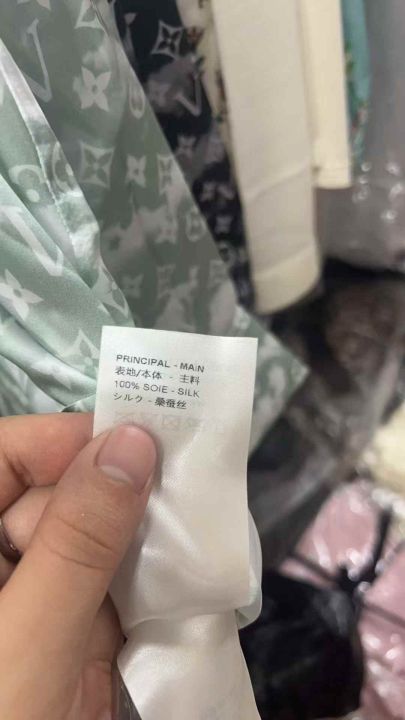 PRINCIPAL - MAIN
表地/本体 - 主料
100% SOIE - SILK
シルク - 桑蚕丝